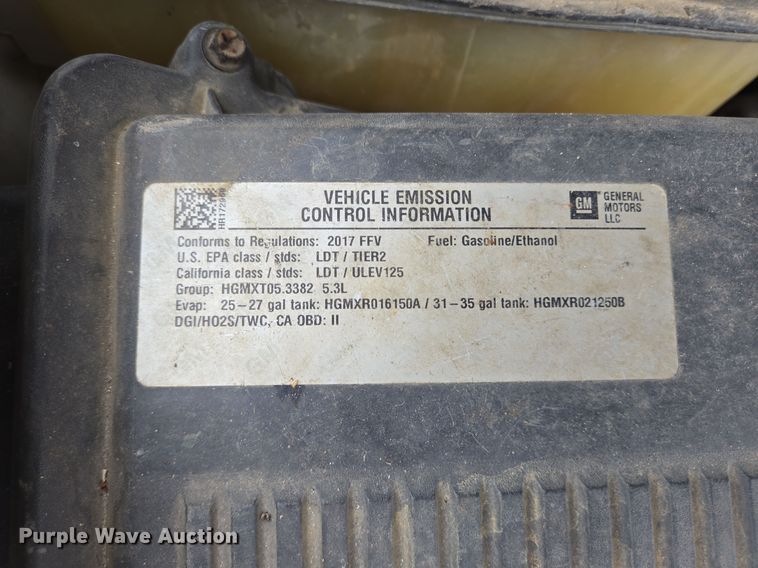 HR172969
VEHICLE EMISSION
CONTROL INFORMATION
GM
GENERAL
MOTORS
LLC
Conforms to Regulations: 2017 FFV Fuel: Gasoline/Ethanol
U.S. EPA class / stds: LDT / TIER2
California class / stds: LDT / ULEV125
Group: HGMXT05.3382 5.3L
Evap: 25-27 gal tank: HGMXR016150A / 31-35 gal tank: HGMXR021250B
DGI/HO2S/TWC, CA OBD: II
Purple Wave Auction